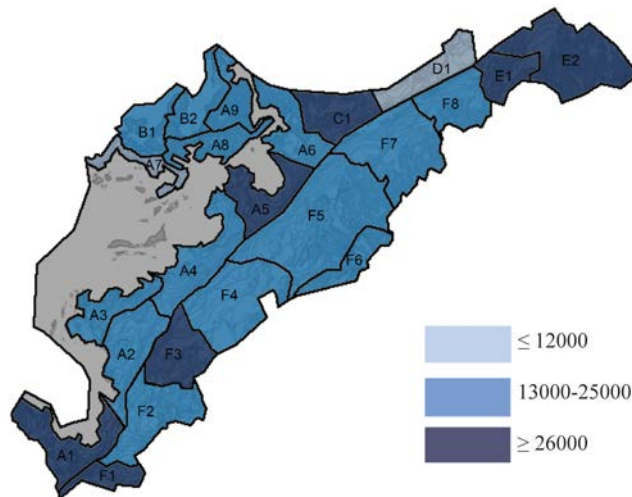 D1
E1
E2
C1
F8
B1
B2
A9
A8
A6
F7
A7
A5
F5
F6
A4
F4
A3
A2
F3
F2
A1
F1
≤ 12000
13000-25000
≥ 26000